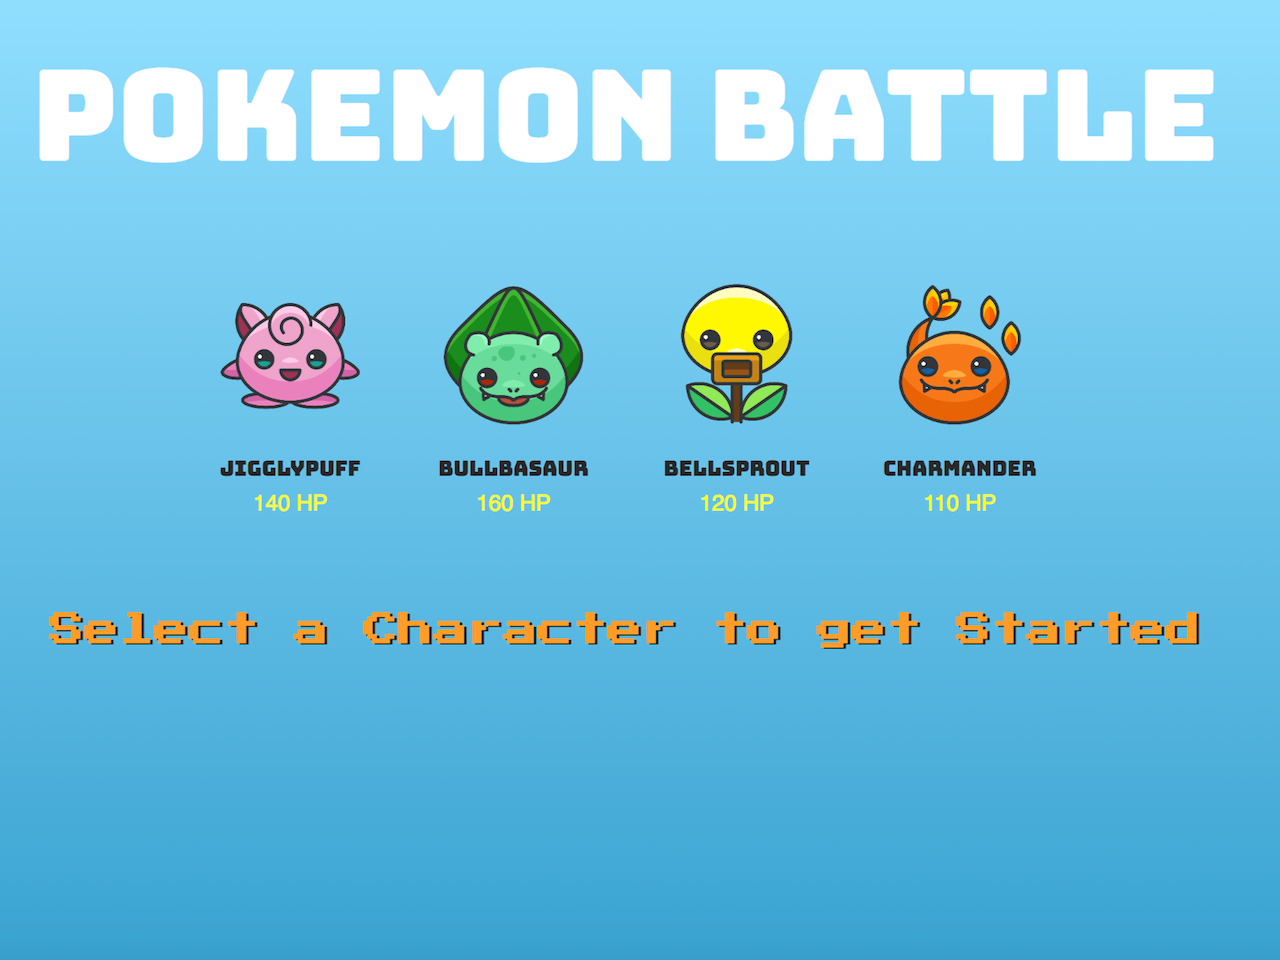 POKEMON BATTLE
JIGGLYPUFF BULLBASAUR BELLSPROUT CHARMANDER
140 HP 160 HP 120 HP 110 HP
Select a Character to get Started